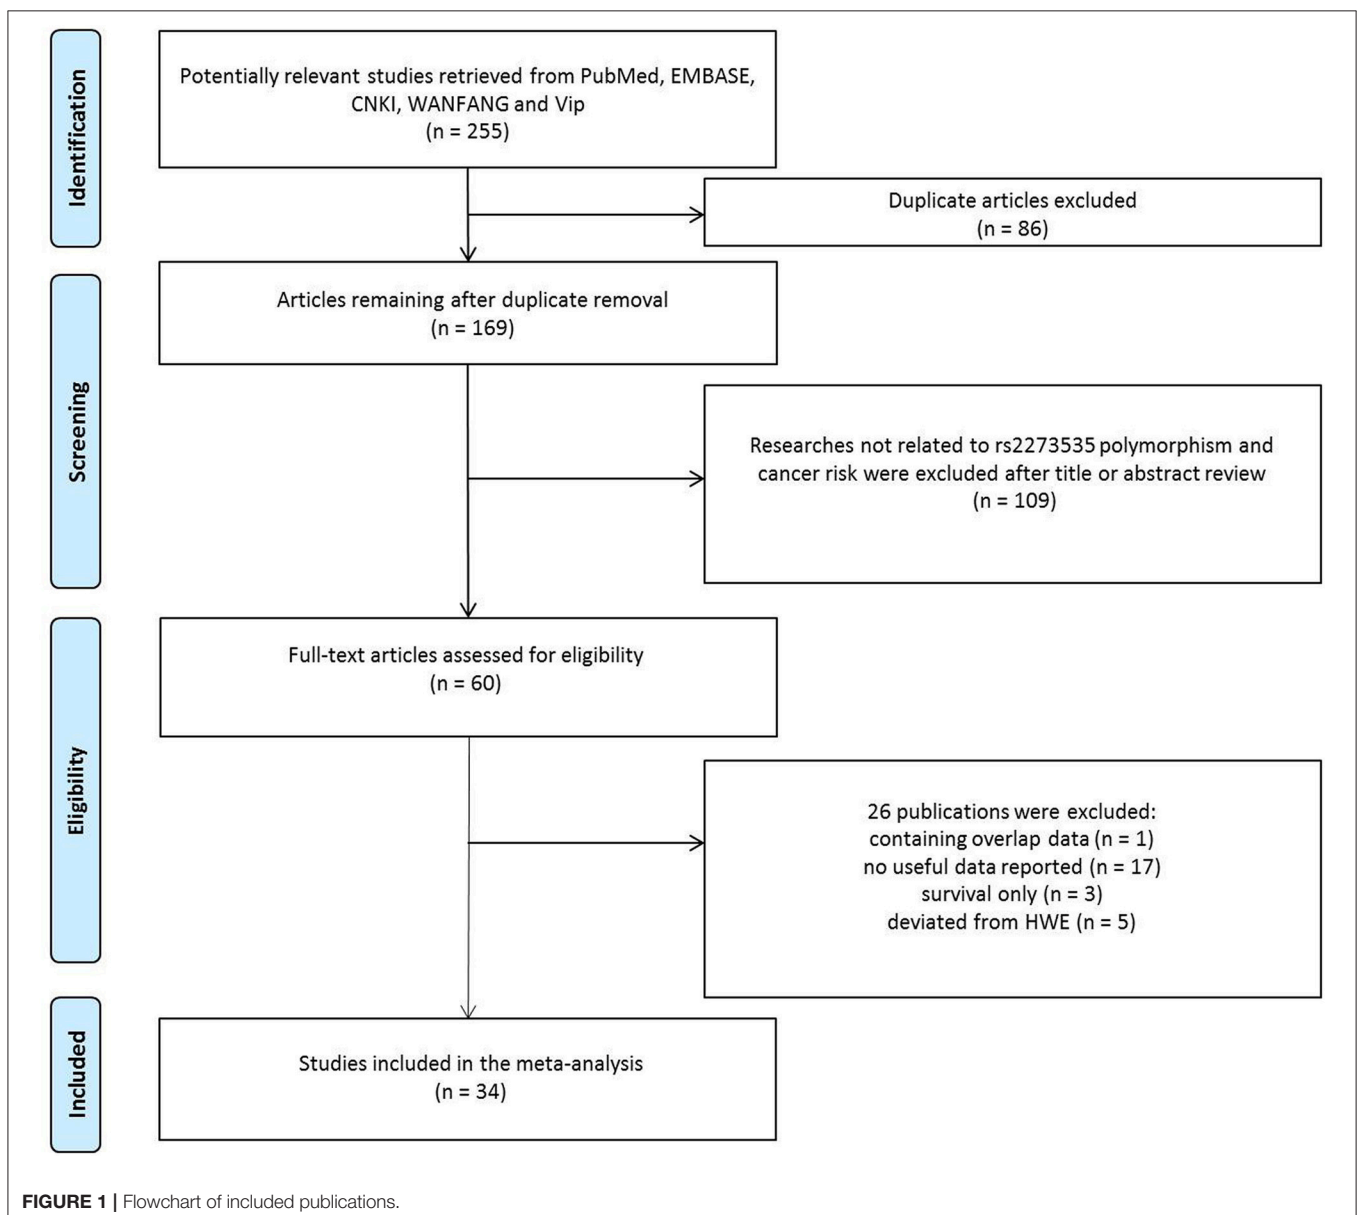 Identification
Potentially relevant studies retrieved from PubMed, EMBASE,
CNKI, WANFANG and Vip
(n = 255)
Duplicate articles excluded
(n = 86)
Screening
Articles remaining after duplicate removal
(n = 169)
Researches not related to rs2273535 polymorphism and
cancer risk were excluded after title or abstract review
(n = 109)
Eligibility
Full-text articles assessed for eligibility
(n = 60)
26 publications were excluded:
containing overlap data (n = 1)
no useful data reported (n = 17)
survival only (n = 3)
deviated from HWE (n = 5)
Included
Studies included in the meta-analysis
(n = 34)
FIGURE 1 | Flowchart of included publications.